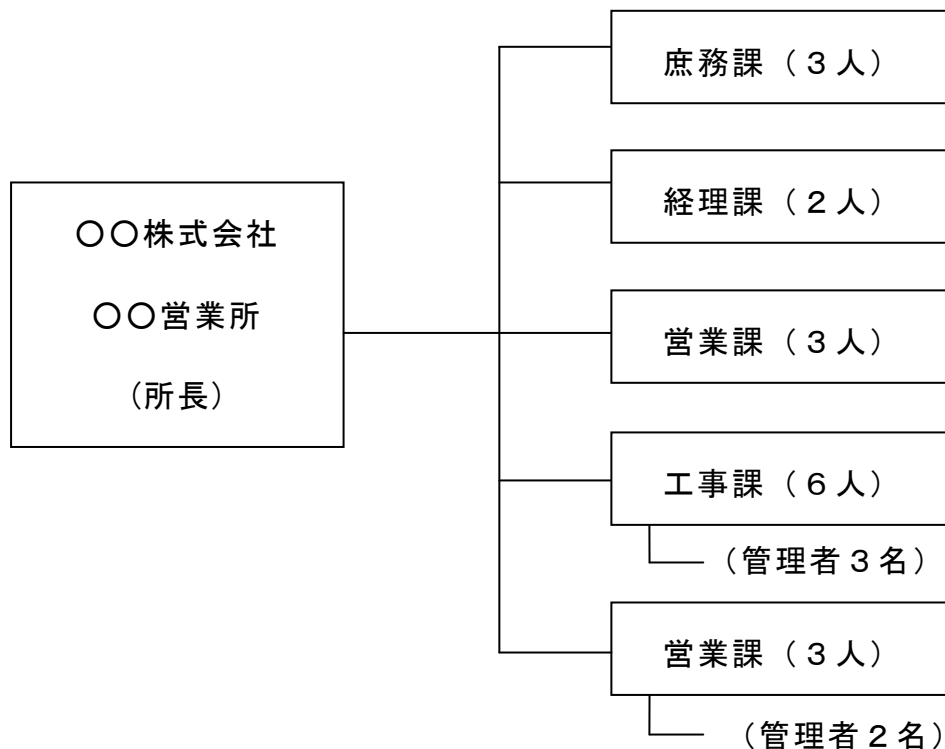 〇〇株式会社
〇〇営業所
(所長)
庶務課(3人)
経理課(2人)
営業課(3人)
工事課(6人)
(管理者3名)
営業課(3人)
(管理者2名)